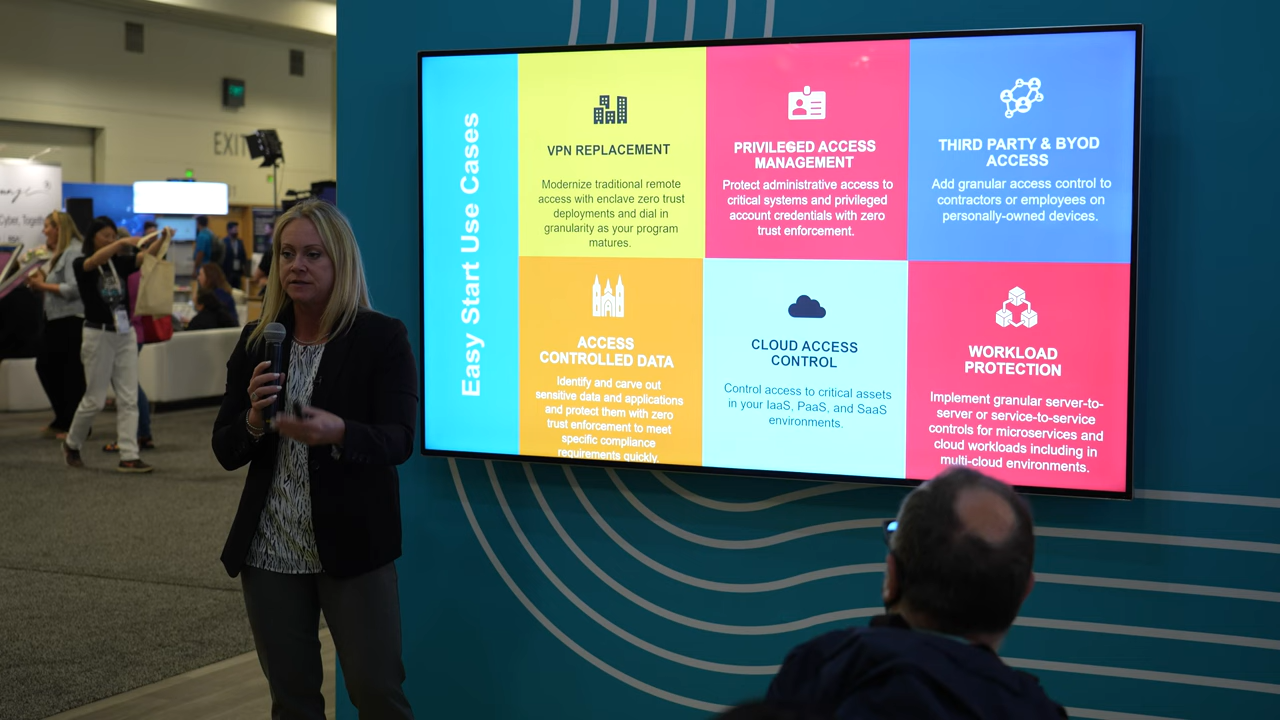 EXIT
Cyber, Together
Easy Start Use Cases
VPN REPLACEMENT
Modernize traditional remote
access with enclave zero trust
deployments and dial in
granularity as your program
matures.
PRIVILEGED ACCESS
MANAGEMENT
Protect administrative access to
critical systems and privileged
account credentials with zero
trust enforcement.
THIRD PARTY & BYOD
ACCESS
Add granular access control to
contractors or employees on
personally-owned devices.
ACCESS
CONTROLLED DATA
Identify and carve out
sensitive data and applications
and protect them with zero
trust enforcement to meet
specific compliance
requirements quickly.
CLOUD ACCESS
CONTROL
Control access to critical assets
in your IaaS, PaaS, and SaaS
environments.
WORKLOAD
PROTECTION
Implement granular server-to-
server or service-to-service
controls for microservices and
cloud workloads including in
multi-cloud environments.